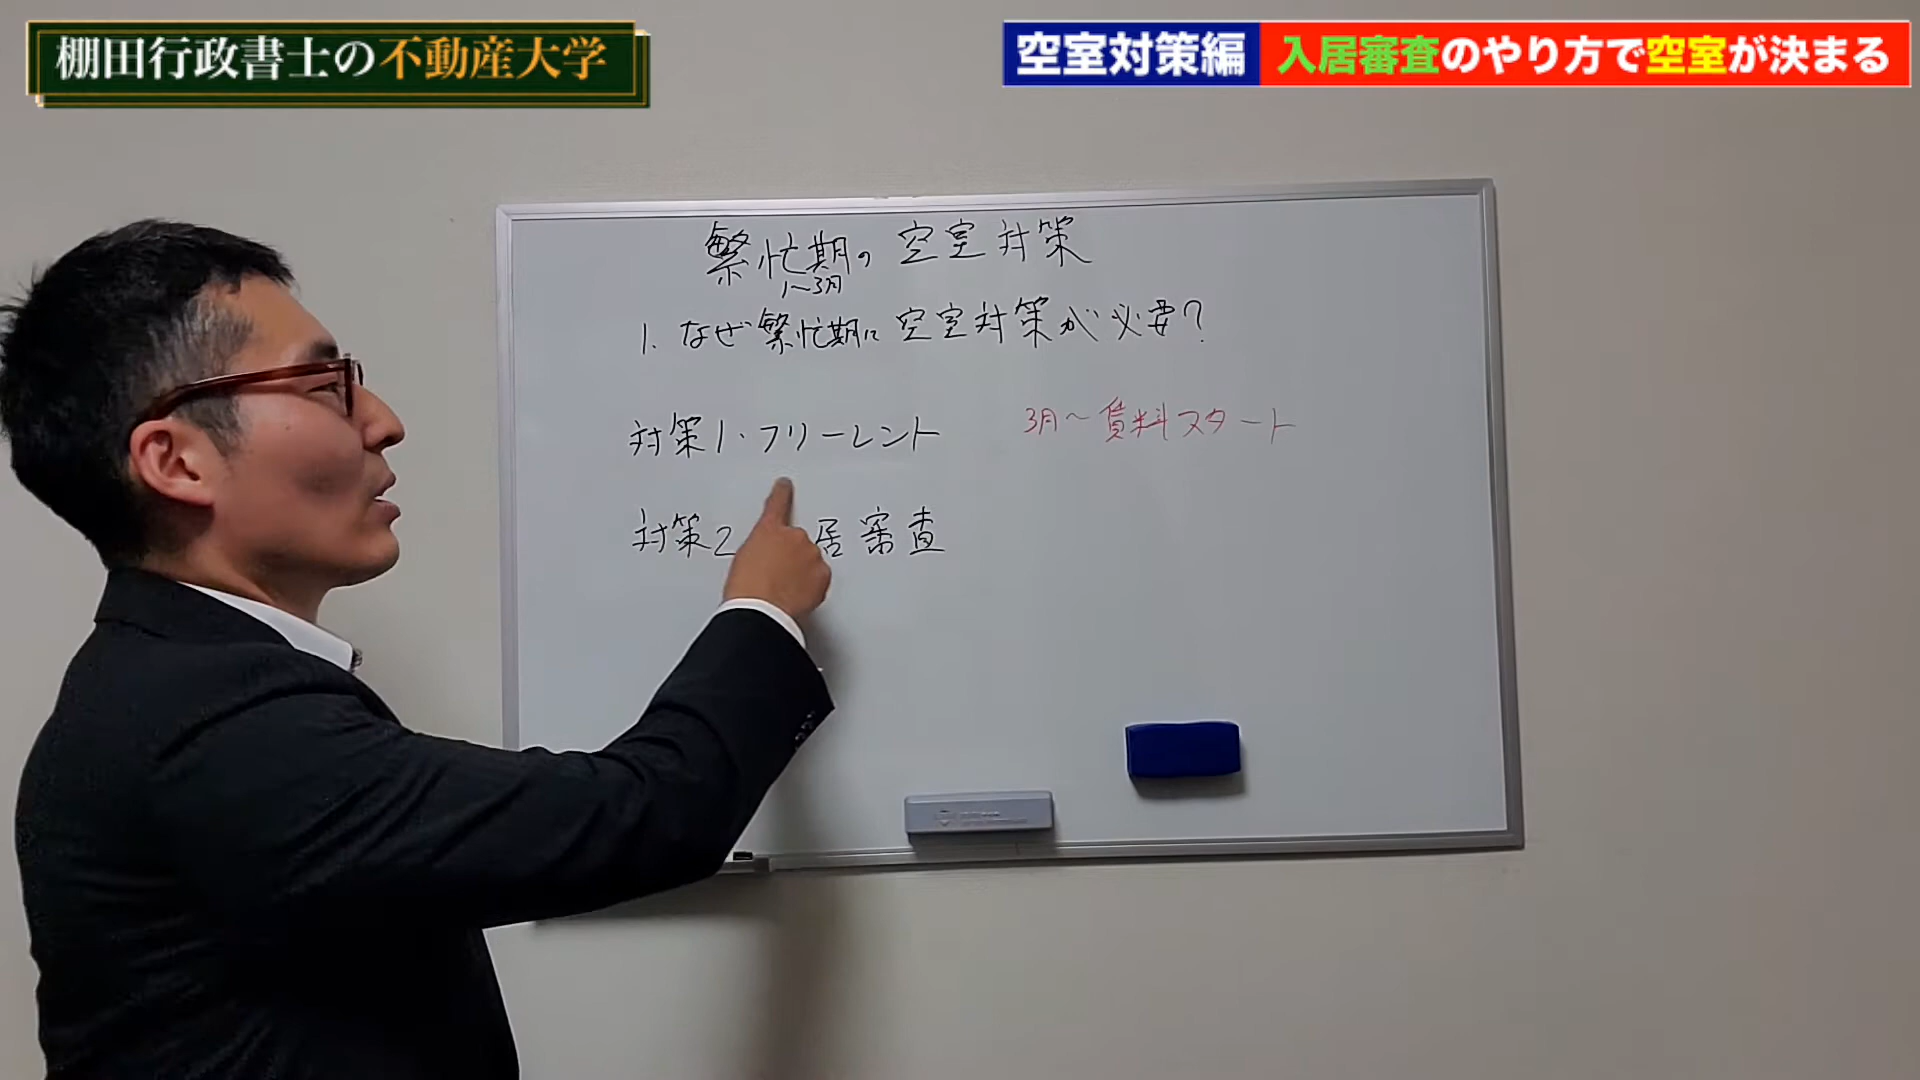 棚田行政書士の不動産大学
空室対策編 入居審査のやり方で空室が決まる
繁忙期の空室対策
1〜3月
1. なぜ繁忙期に空室対策が必要?
対策1・フリーレント 3月〜賃料スタート
対策2 居審査